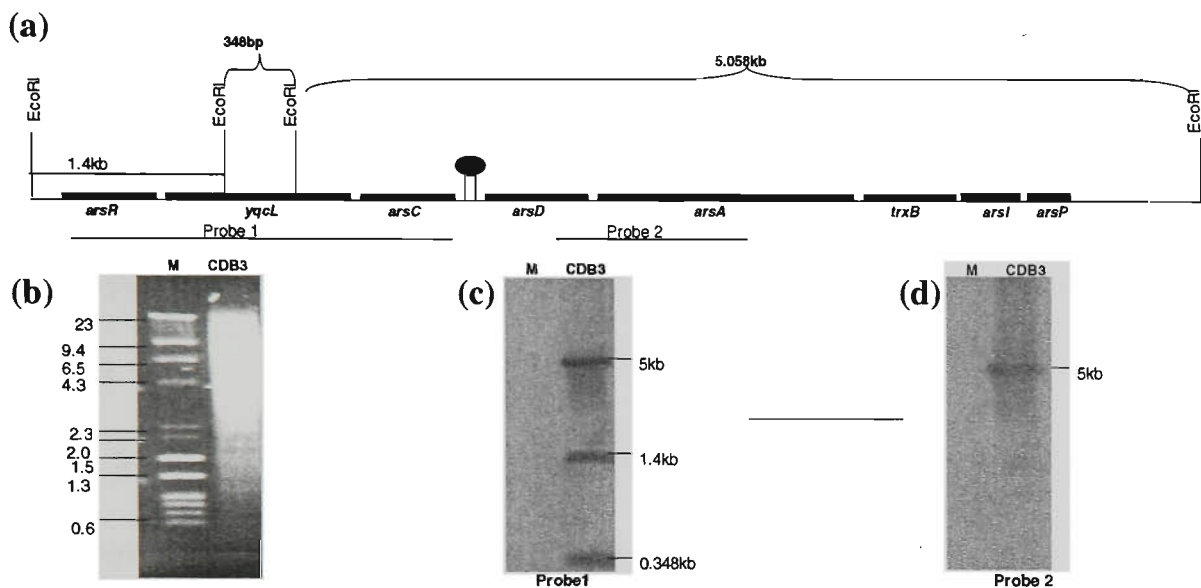 (a)
348bp
5.058kb
EcoRI
EcoRI
EcoRI
EcoRI
1.4kb
arsR yqcL arsC arsD arsA trxB arsI arsP
Probe 1 Probe 2
(b)
M CDB3
23
9.4
6.5
4.3
2.3
2.0
1.5
1.3
0.6
(c)
M CDB3
5kb
1.4kb
0.348kb
Probe1
(d)
M CDB3
5kb
Probe 2